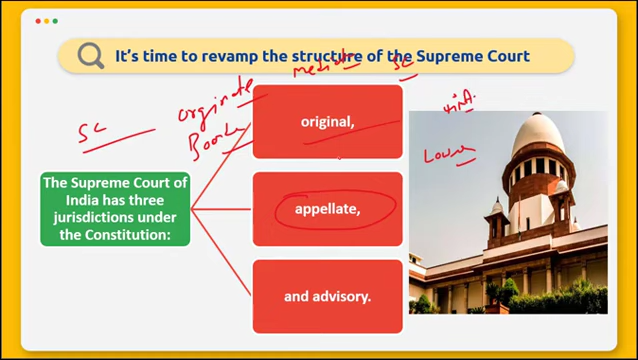 It's time to revamp the structure of the Supreme Court
SC
orginate
SC
original,
Lower
The Supreme Court of
India has three
jurisdictions under
the Constitution:
appellate,
and advisory.